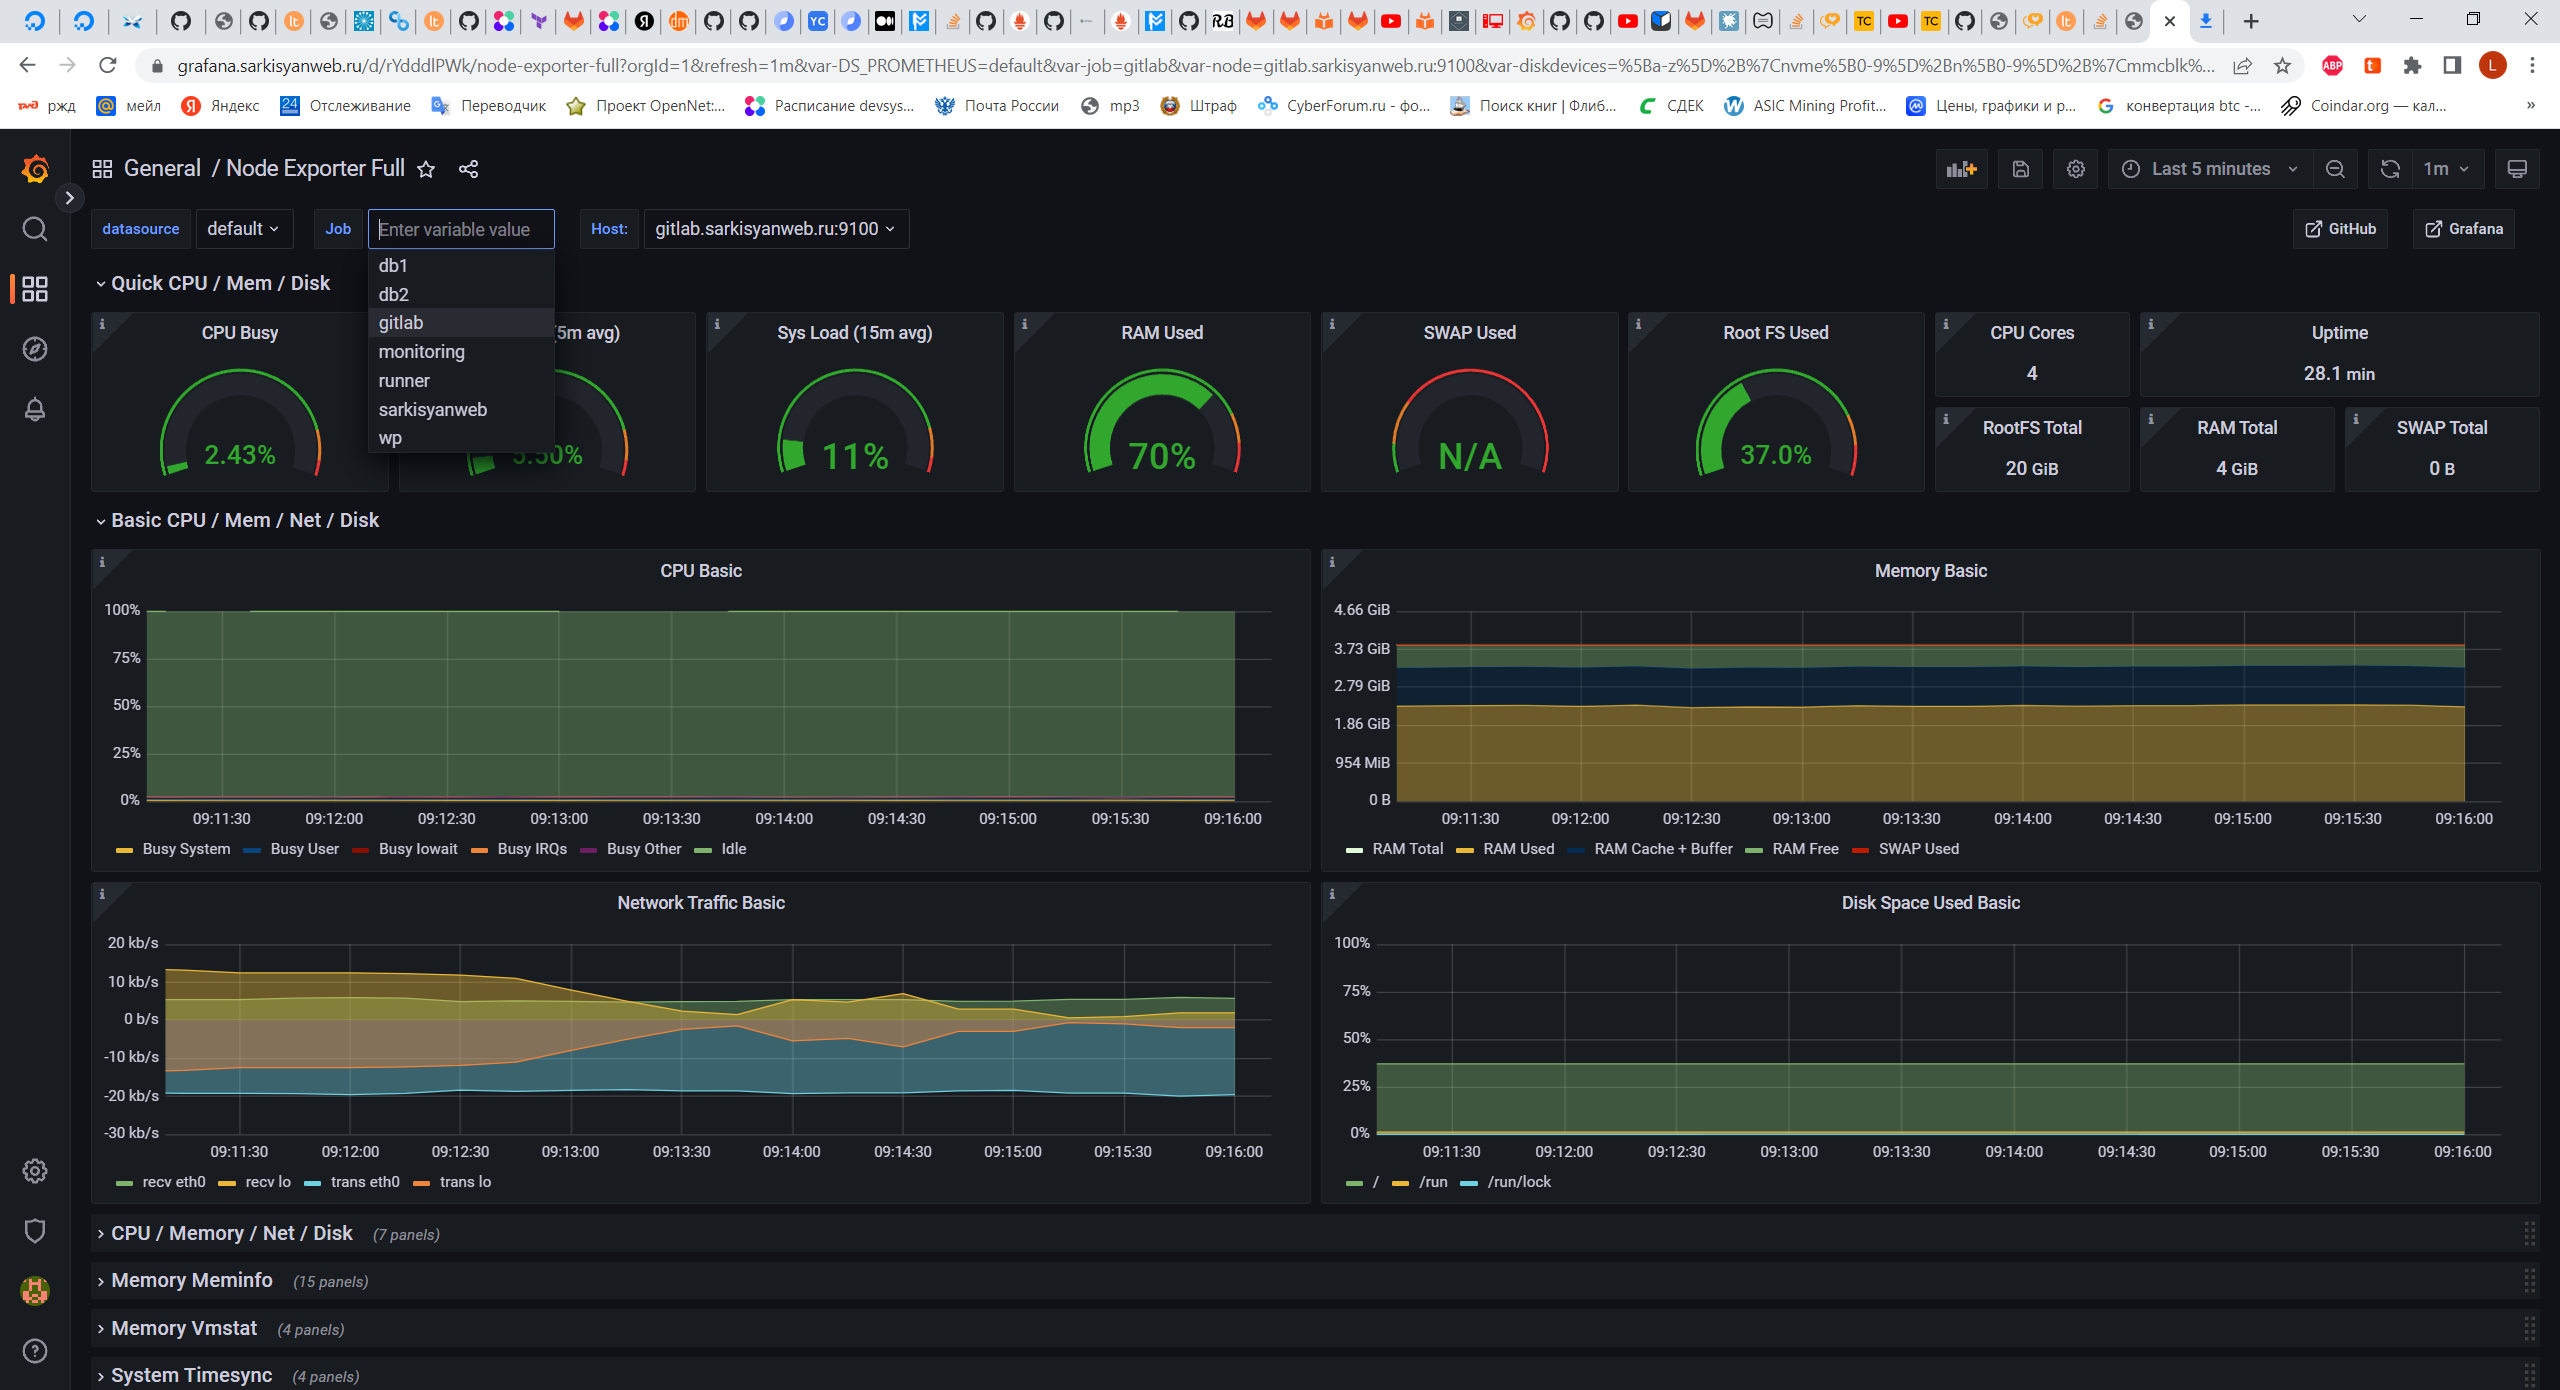 grafana.sarkisyanweb.ru/d/rYdddlPWk/node-exporter-full?orgId=1&refresh=1m&var-DS_PROMETHEUS=default&var-job=gitlab&var-node=gitlab.sarkisyanweb.ru:9100&var-diskdevices=%5Ba-z%5D%2B%7Cnvme%5B0-9%5D%2Bn%5B0-9%5D%2B%7Cmmcblk%...
ржд мейл Яндекс Отслеживание Переводчик Проект OpenNet:... Расписание devsys... Почта России mp3 Штраф CyberForum.ru - фо... Поиск книг | Флиб... СДЕК ASIC Mining Profit... Цены, графики и р... конвертация btc -... Coindar.org — кал... »
General / Node Exporter Full
Last 5 minutes
1m
datasource default Job Enter variable value Host: gitlab.sarkisyanweb.ru:9100 GitHub Grafana
db1
db2
gitlab
monitoring
runner
sarkisyanweb
wp
Quick CPU / Mem / Disk
CPU Busy
2.43%
5m avg)
5.50%
Sys Load (15m avg)
11%
RAM Used
70%
SWAP Used
N/A
Root FS Used
37.0%
CPU Cores
4
Uptime
28.1 min
RootFS Total
20 GiB
RAM Total
4 GiB
SWAP Total
0 B
Basic CPU / Mem / Net / Disk
CPU Basic
100%
75%
50%
25%
0%
09:11:30 09:12:00 09:12:30 09:13:00 09:13:30 09:14:00 09:14:30 09:15:00 09:15:30 09:16:00
Busy System Busy User Busy Iowait Busy IRQs Busy Other Idle
Memory Basic
4.66 GiB
3.73 GiB
2.79 GiB
1.86 GiB
954 MiB
0 B
09:11:30 09:12:00 09:12:30 09:13:00 09:13:30 09:14:00 09:14:30 09:15:00 09:15:30 09:16:00
RAM Total RAM Used RAM Cache + Buffer RAM Free SWAP Used
Network Traffic Basic
20 kb/s
10 kb/s
0 b/s
-10 kb/s
-20 kb/s
-30 kb/s
09:11:30 09:12:00 09:12:30 09:13:00 09:13:30 09:14:00 09:14:30 09:15:00 09:15:30 09:16:00
recv eth0 recv lo trans eth0 trans lo
Disk Space Used Basic
100%
75%
50%
25%
0%
09:11:30 09:12:00 09:12:30 09:13:00 09:13:30 09:14:00 09:14:30 09:15:00 09:15:30 09:16:00
/ /run /run/lock
CPU / Memory / Net / Disk (7 panels)
Memory Meminfo (15 panels)
Memory Vmstat (4 panels)
System Timesync (4 panels)